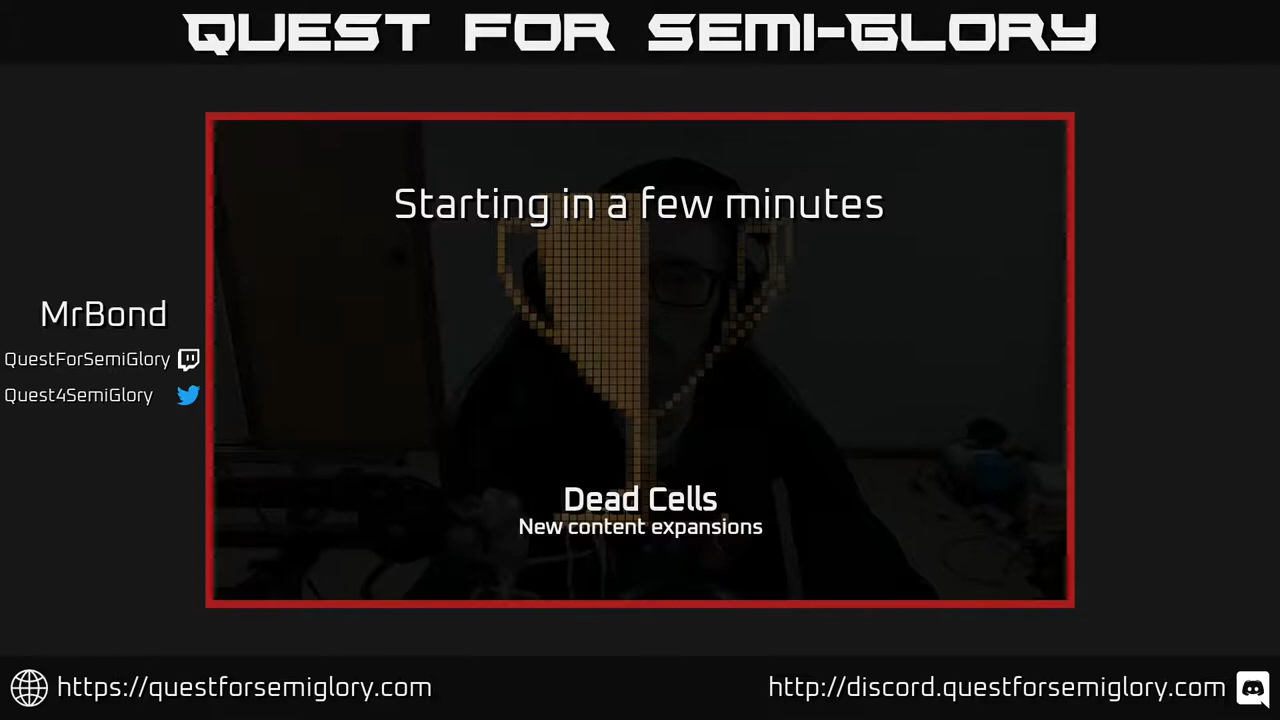 QUEST FOR SEMI-GLORY
Starting in a few minutes
MrBond
QuestForSemiGlory
Quest4SemiGlory
Dead Cells
New content expansions
https://questforsemiglory.com
http://discord.questforsemiglory.com